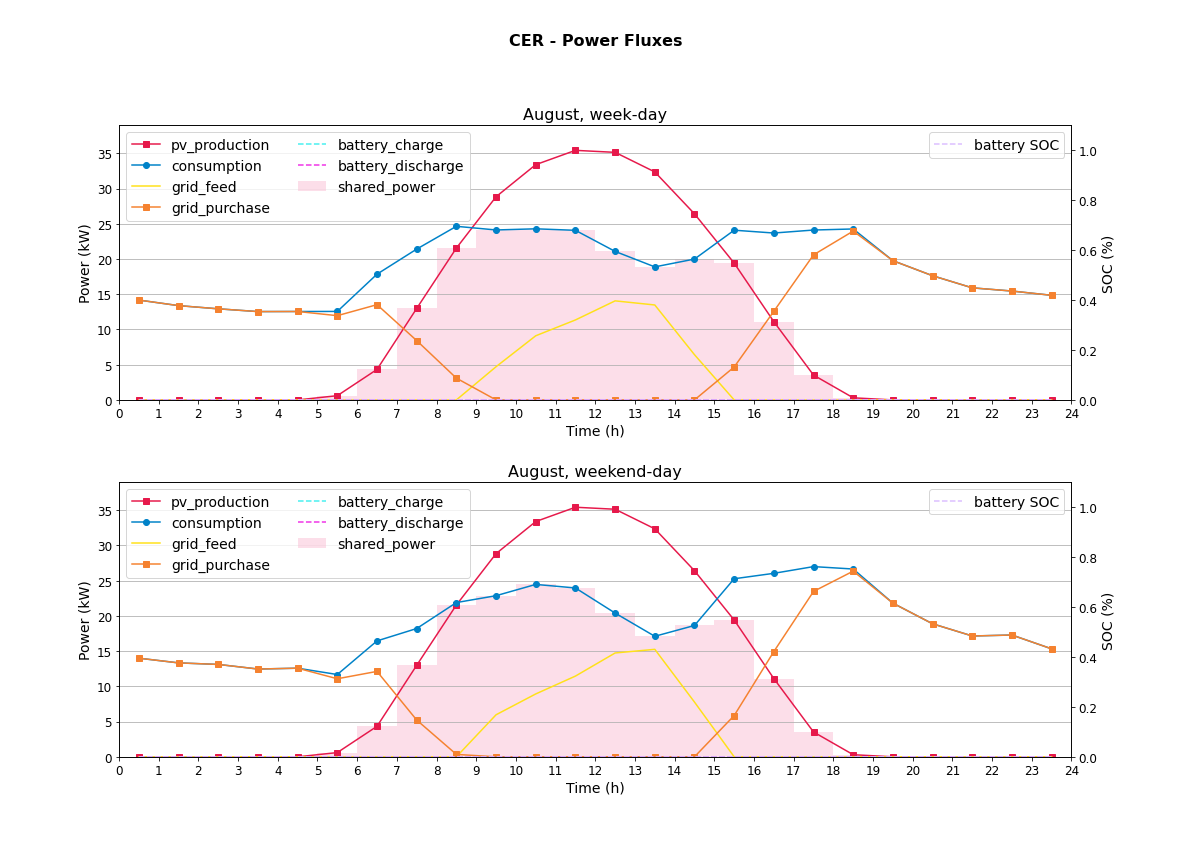 CER - Power Fluxes
August, week-day
pv_production
consumption
grid_feed
grid_purchase
battery_charge
battery_discharge
shared_power
battery SOC
Power (kW)
35
30
25
20
15
10
5
0
SOC (%)
1.0
0.8
0.6
0.4
0.2
0.0
0 1 2 3 4 5 6 7 8 9 10 11 12 13 14 15 16 17 18 19 20 21 22 23 24
Time (h)
August, weekend-day
pv_production
consumption
grid_feed
grid_purchase
battery_charge
battery_discharge
shared_power
battery SOC
Power (kW)
35
30
25
20
15
10
5
0
SOC (%)
1.0
0.8
0.6
0.4
0.2
0.0
0 1 2 3 4 5 6 7 8 9 10 11 12 13 14 15 16 17 18 19 20 21 22 23 24
Time (h)